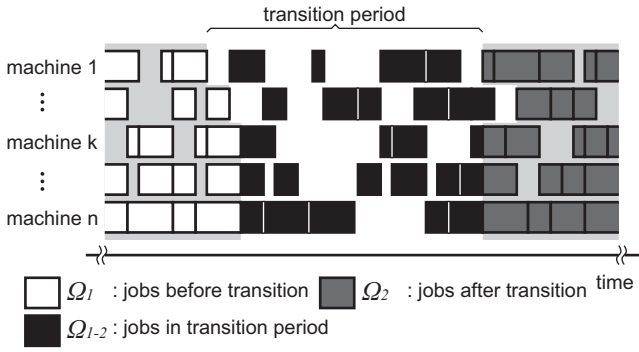 transition period
machine 1
⋮
machine k
⋮
machine n
time
Ω1 : jobs before transition
Ω2 : jobs after transition
Ω1-2 : jobs in transition period